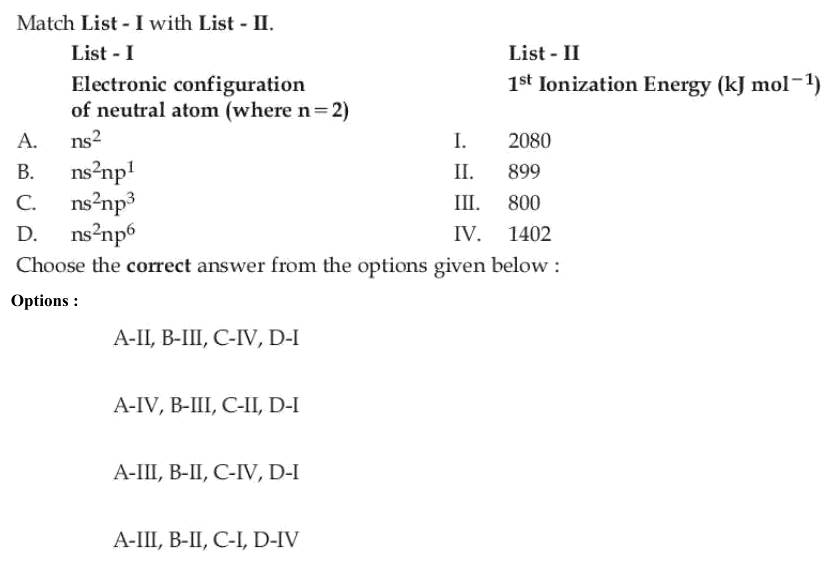 Match List - I with List - II.
List - I List - II
Electronic configuration 1st Ionization Energy (kJ mol⁻¹)
of neutral atom (where n = 2)
A. ns² I. 2080
B. ns²np¹ II. 899
C. ns²np³ III. 800
D. ns²np⁶ IV. 1402
Choose the correct answer from the options given below :
Options :
A-II, B-III, C-IV, D-I
A-IV, B-III, C-II, D-I
A-III, B-II, C-IV, D-I
A-III, B-II, C-I, D-IV